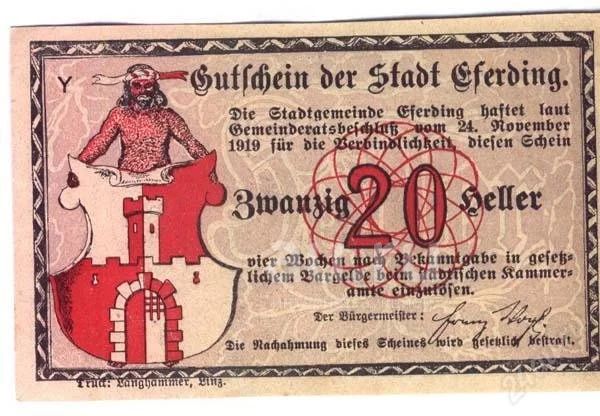 Y
Gutschein der Stadt Eferding.
Die Stadtgemeinde Eferding haftet laut
Gemeinderatsbeschluß vom 24. November
1919 für die Verbindlichkeit, diesen Schein
Zwanzig 20 Heller
vier Wochen nach Bekanntgabe in gesetz-
lichem Bargelde beim städtischen Kammer-
amte einzulösen.
Der Bürgermeister:
Die Nachahmung dieses Scheines wird gesetzlich bestraft.
Druck: Langhammer, Linz.